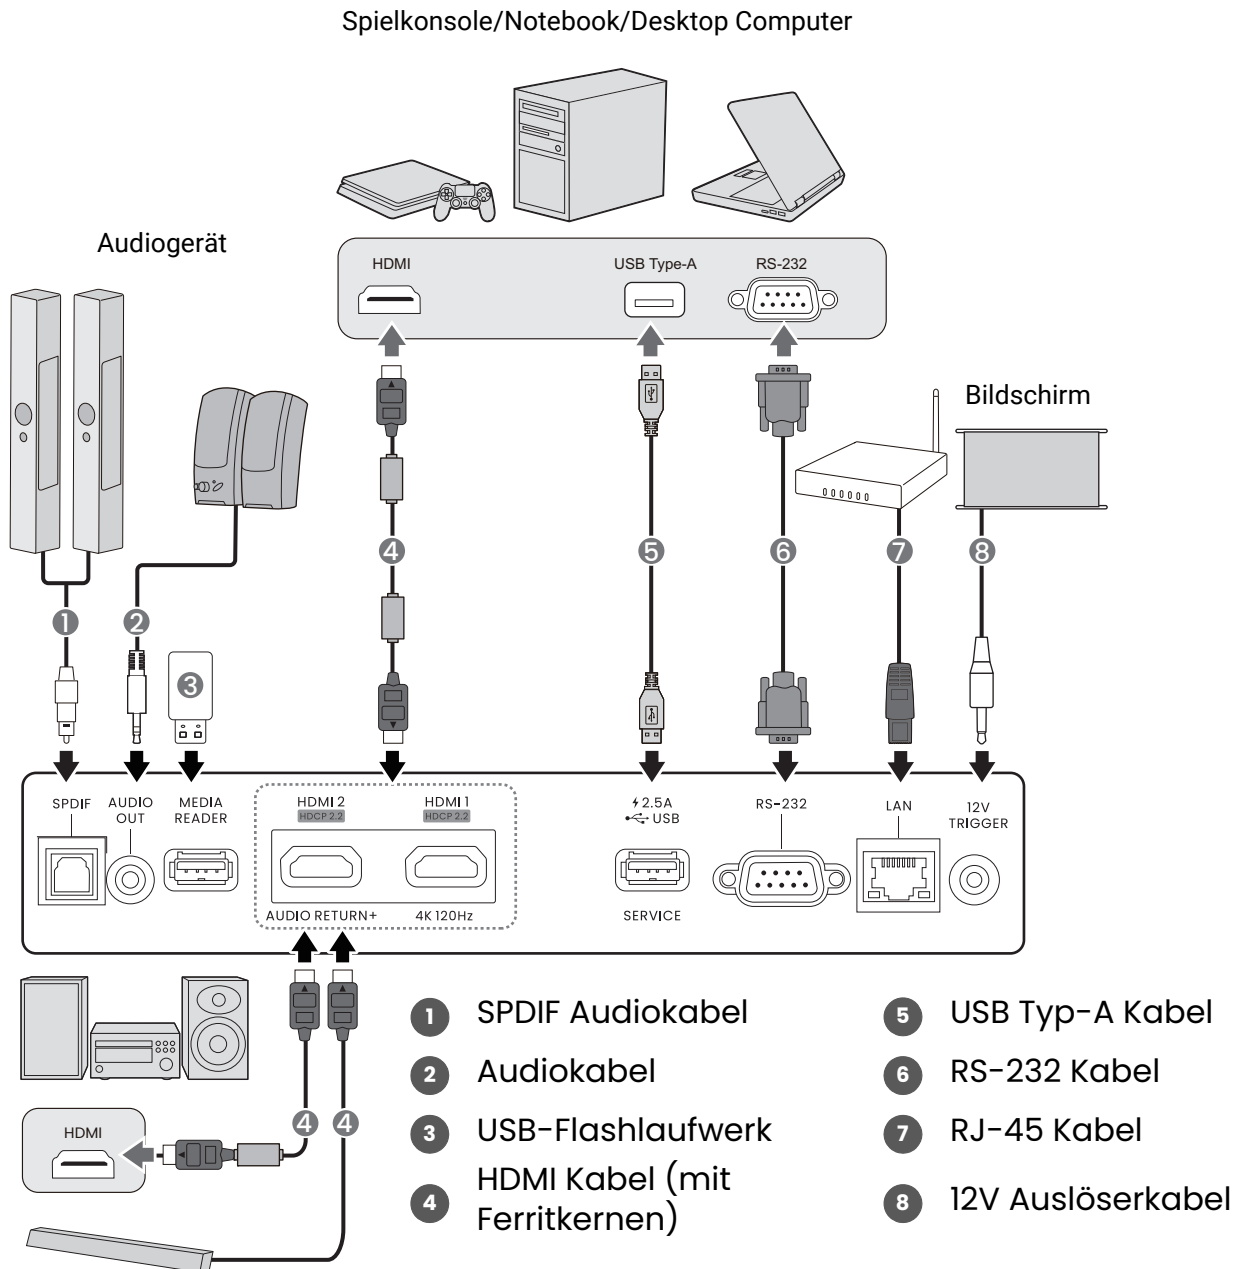 Spielkonsole/Notebook/Desktop Computer
Audiogerät
HDMI
USB Type-A
RS-232
Bildschirm
4
5
6
7
8
1
2
3
SPDIF
AUDIO
OUT
MEDIA
READER
HDMI 2
HDCP 2.2
HDMI 1
HDCP 2.2
2.5A
USB
RS-232
LAN
12V
TRIGGER
AUDIO RETURN+
4K 120Hz
SERVICE
4
4
HDMI
1 SPDIF Audiokabel
2 Audiokabel
3 USB-Flashlaufwerk
4 HDMI Kabel (mit
Ferritkernen)
5 USB Typ-A Kabel
6 RS-232 Kabel
7 RJ-45 Kabel
8 12V Auslöserkabel